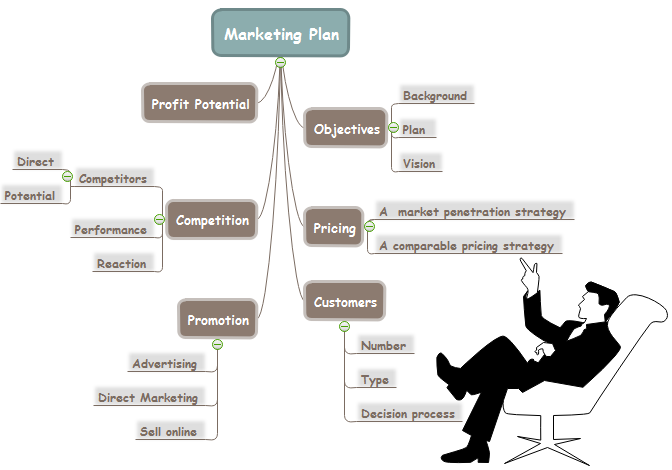 Marketing Plan
Profit Potential
Objectives
Background
Plan
Vision
Competition
Competitors
Direct
Potential
Performance
Reaction
Pricing
A market penetration strategy
A comparable pricing strategy
Promotion
Advertising
Direct Marketing
Sell online
Customers
Number
Type
Decision process